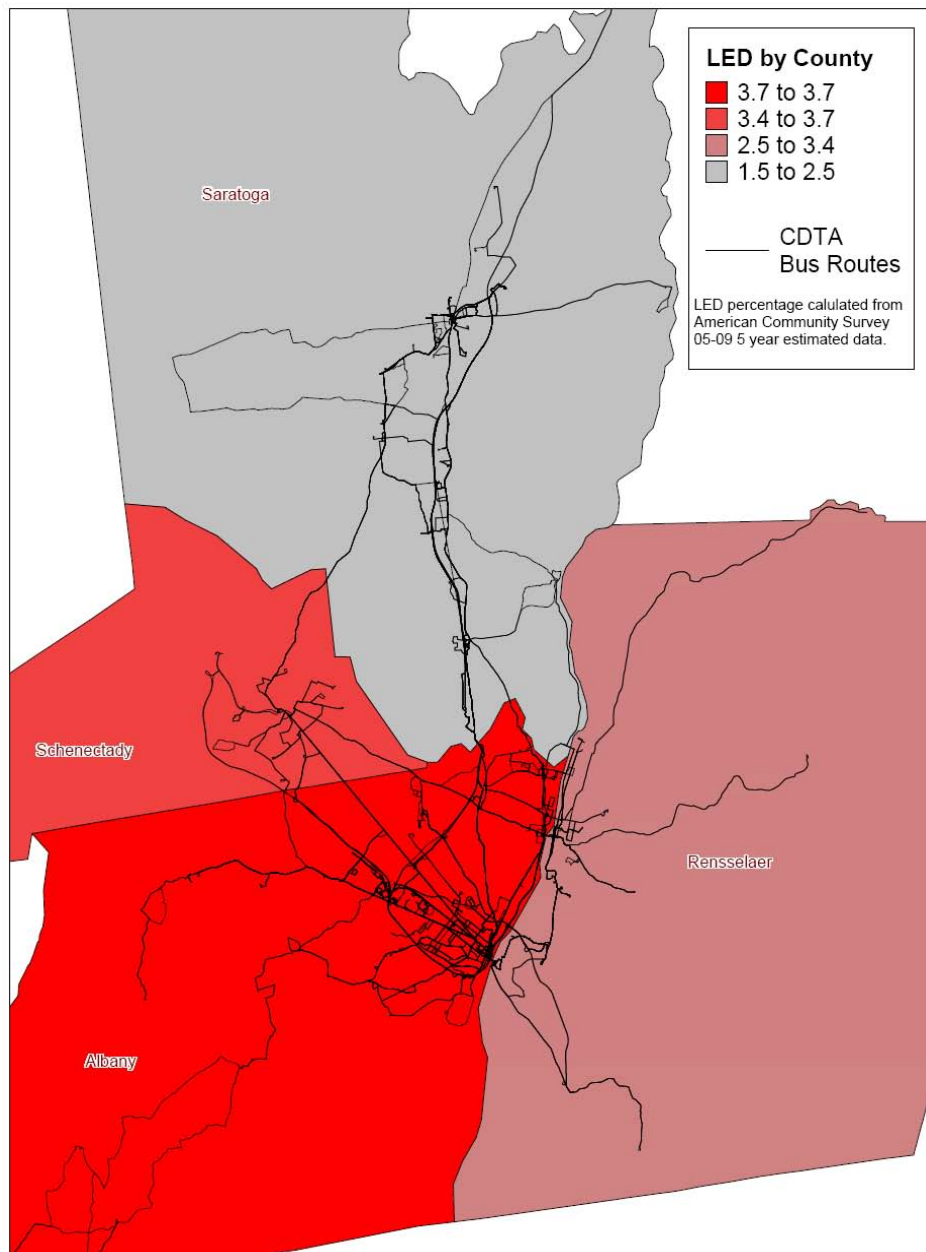 LED by County
3.7 to 3.7
3.4 to 3.7
2.5 to 3.4
1.5 to 2.5
CDTA
Bus Routes
LED percentage calulated from
American Community Survey
05-09 5 year estimated data.
Saratoga
Schenectady
Rensselaer
Albany